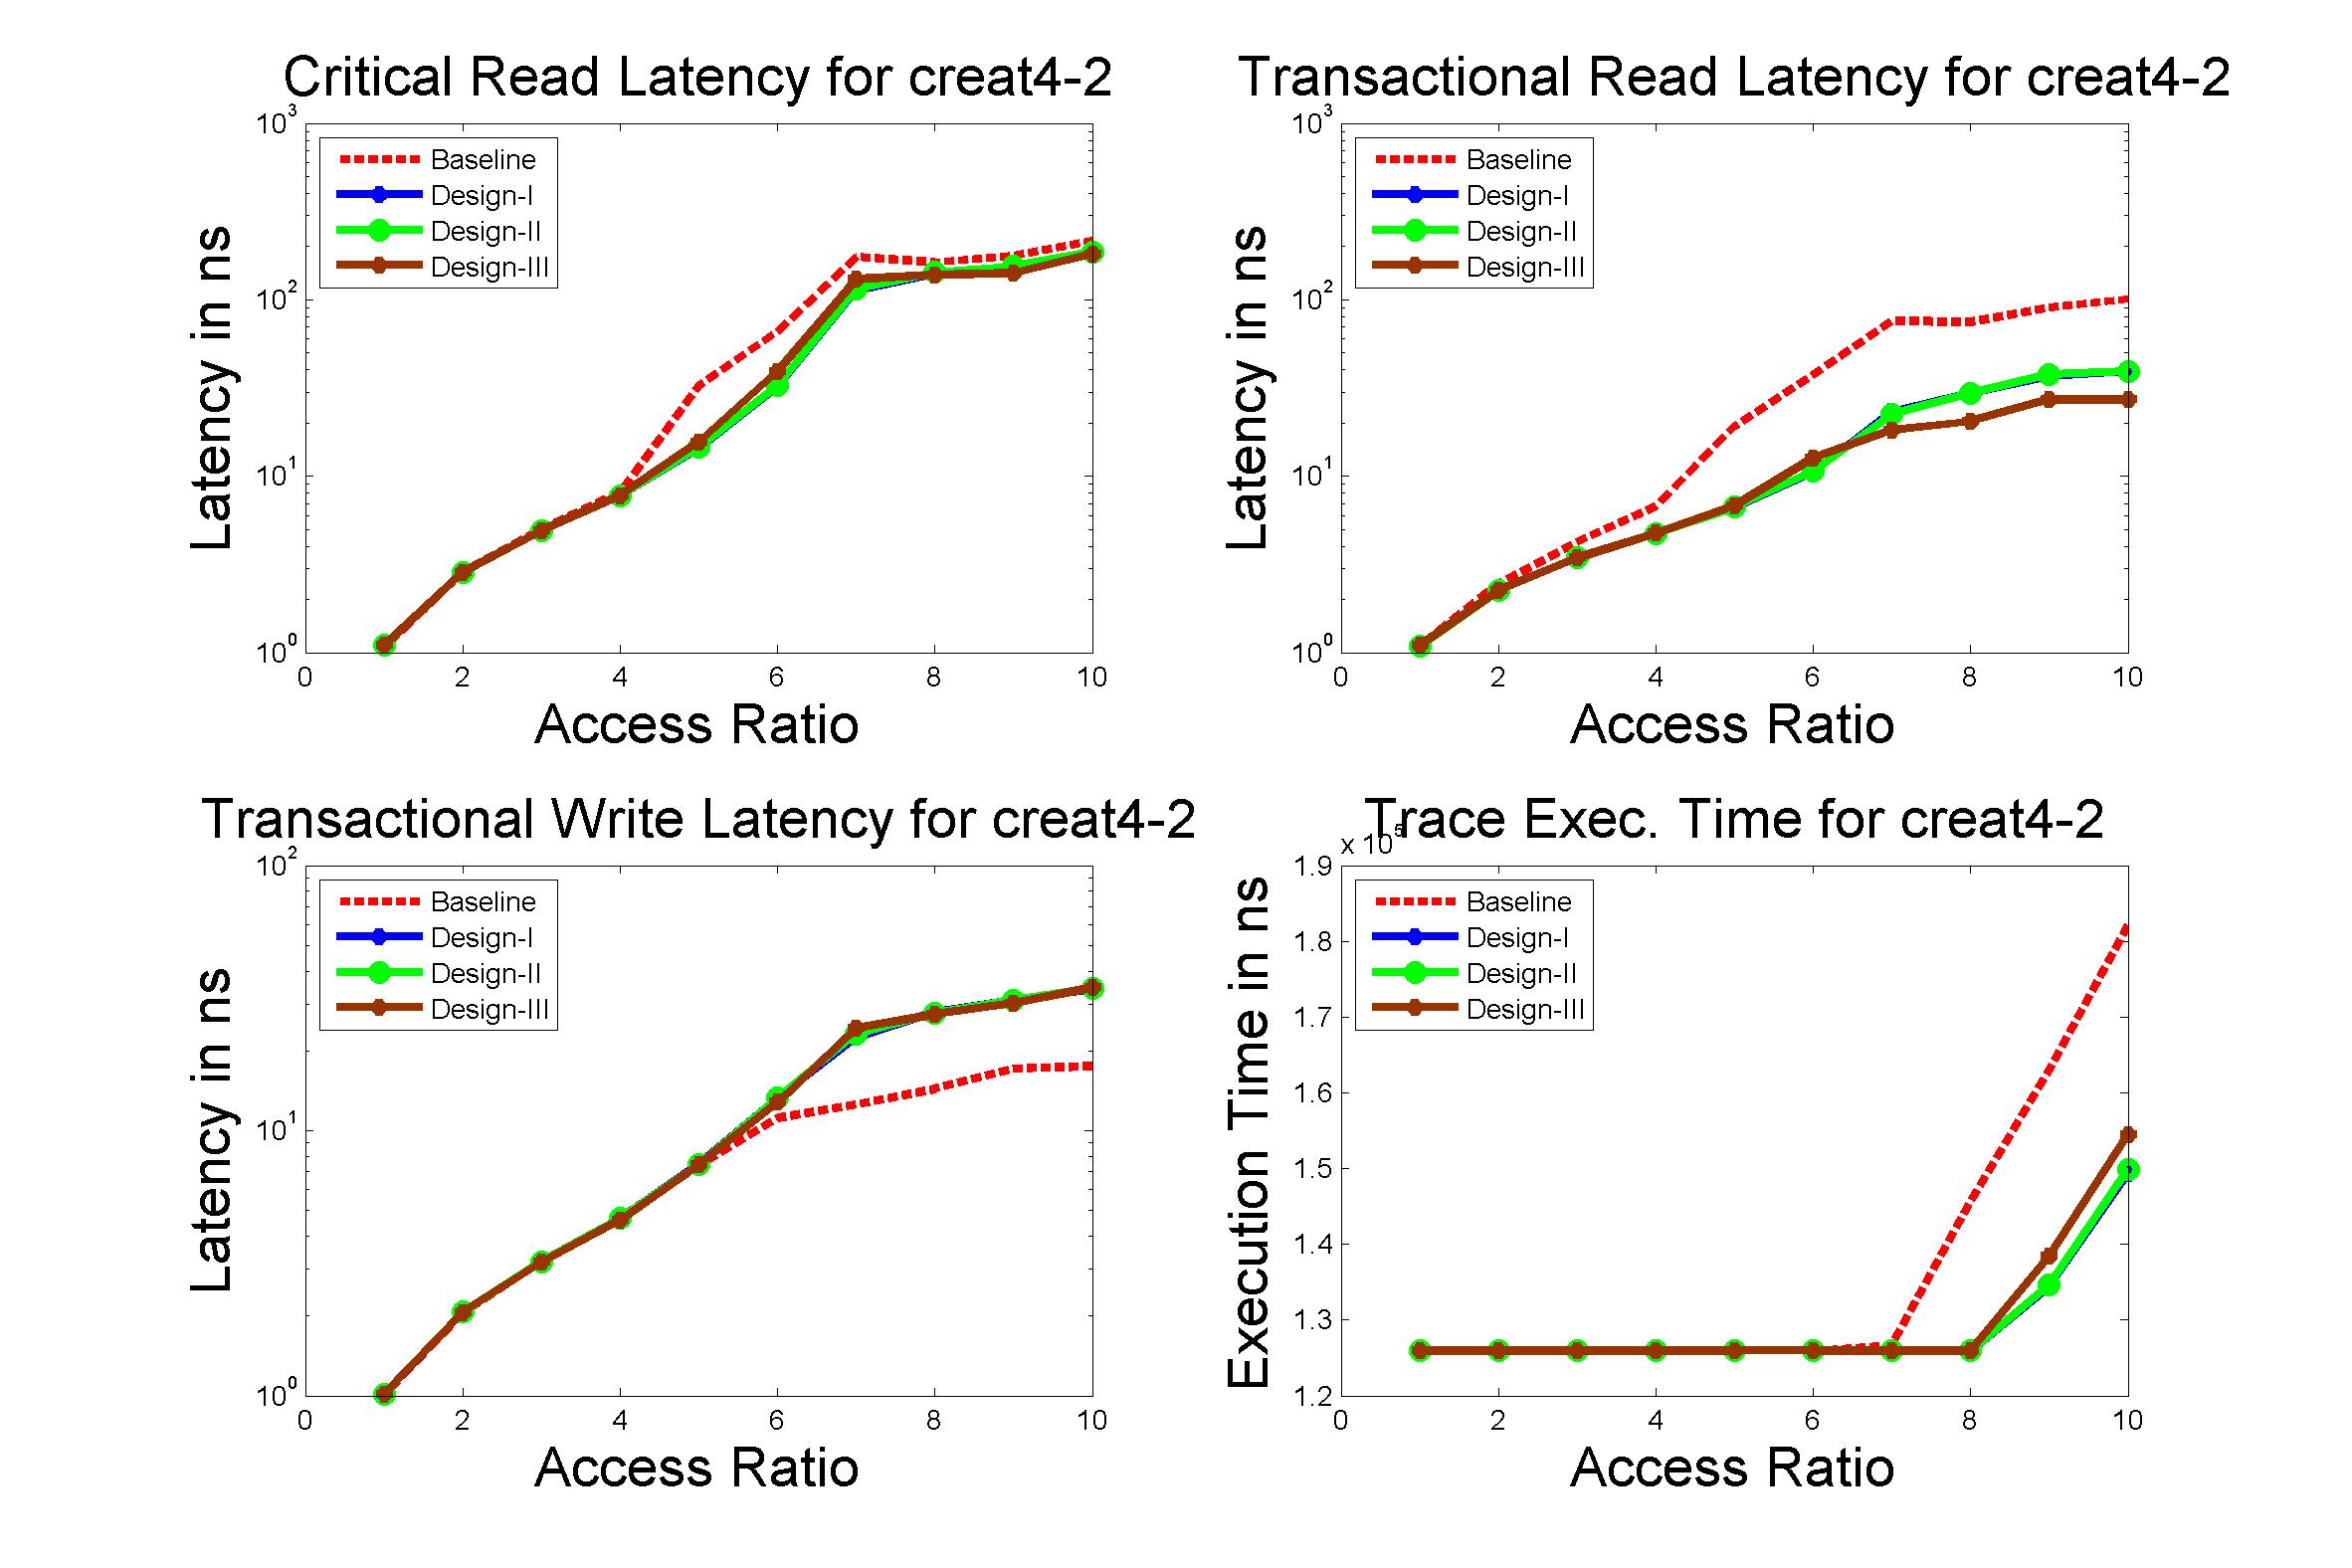 Critical Read Latency for creat4-2
10^3
10^2
10^1
10^0
Latency in ns
Baseline
Design-I
Design-II
Design-III
0 2 4 6 8 10
Access Ratio
Transactional Read Latency for creat4-2
10^3
10^2
10^1
10^0
Latency in ns
Baseline
Design-I
Design-II
Design-III
0 2 4 6 8 10
Access Ratio
Transactional Write Latency for creat4-2
10^2
10^1
10^0
Latency in ns
Baseline
Design-I
Design-II
Design-III
0 2 4 6 8 10
Access Ratio
Trace Exec. Time for creat4-2
x 10^5
1.9
1.8
1.7
1.6
1.5
1.4
1.3
1.2
Execution Time in ns
Baseline
Design-I
Design-II
Design-III
0 2 4 6 8 10
Access Ratio